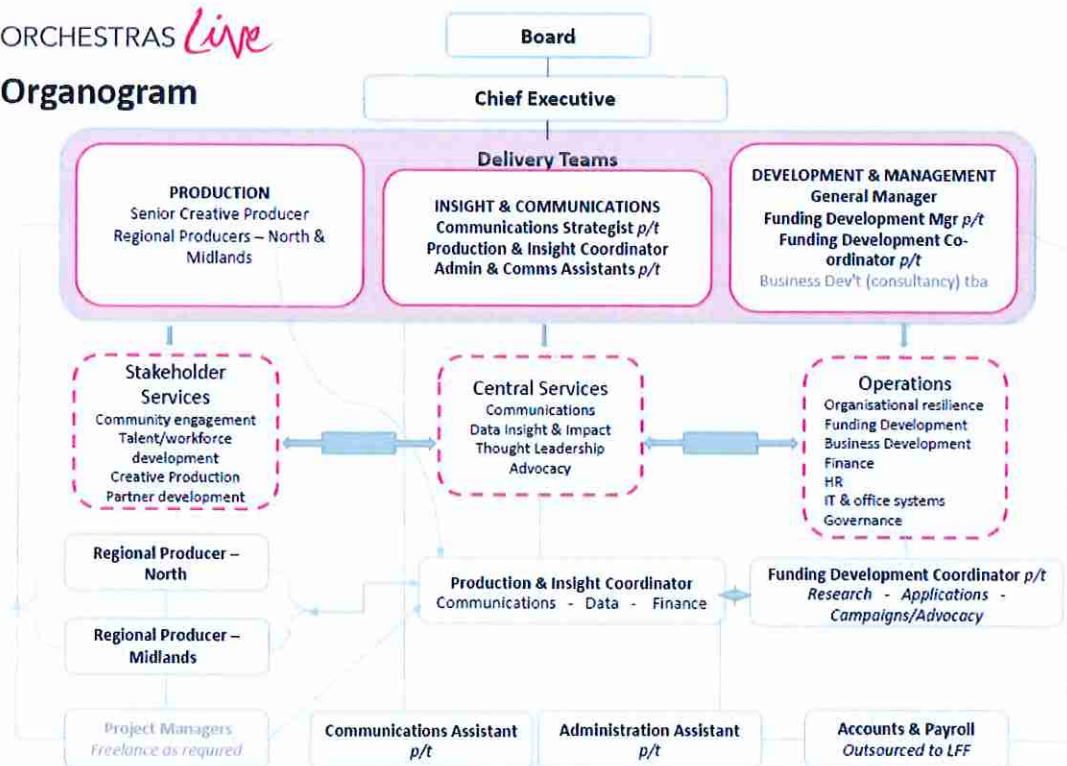 ORCHESTRAS Live
Organogram
Board
Chief Executive
Delivery Teams
PRODUCTION
Senior Creative Producer
Regional Producers – North &
Midlands
INSIGHT & COMMUNICATIONS
Communications Strategist p/t
Production & Insight Coordinator
Admin & Comms Assistants p/t
DEVELOPMENT & MANAGEMENT
General Manager
Funding Development Mgr p/t
Funding Development Co-
ordinator p/t
Business Dev't (consultancy) tba
Stakeholder
Services
Community engagement
Talent/workforce
development
Creative Production
Partner development
Central Services
Communications
Data Insight & Impact
Thought Leadership
Advocacy
Operations
Organisational resilience
Funding Development
Business Development
Finance
HR
IT & office systems
Governance
Regional Producer –
North
Regional Producer –
Midlands
Project Managers
Freelance as required
Production & Insight Coordinator
Communications - Data - Finance
Funding Development Coordinator p/t
Research - Applications -
Campaigns/Advocacy
Communications Assistant
p/t
Administration Assistant
p/t
Accounts & Payroll
Outsourced to LFF